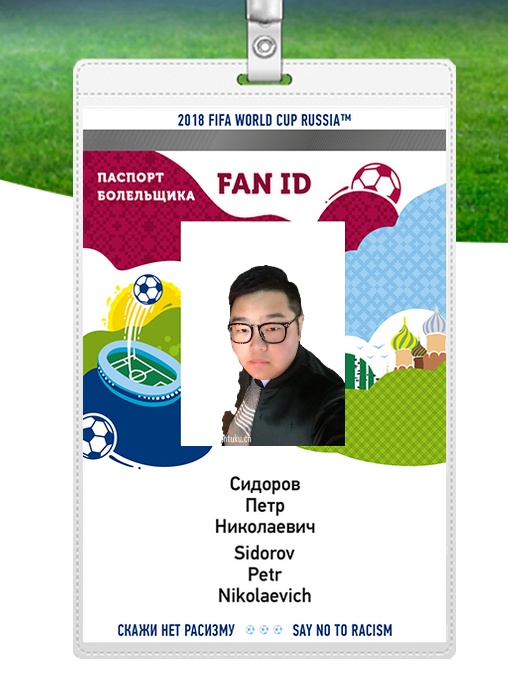 2018 FIFA WORLD CUP RUSSIA™
ПАСПОРТ
БОЛЕЛЬЩИКА
FAN ID
Сидоров
Петр
Николаевич
Sidorov
Petr
Nikolaevich
СКАЖИ НЕТ РАСИЗМУ SAY NO TO RACISM